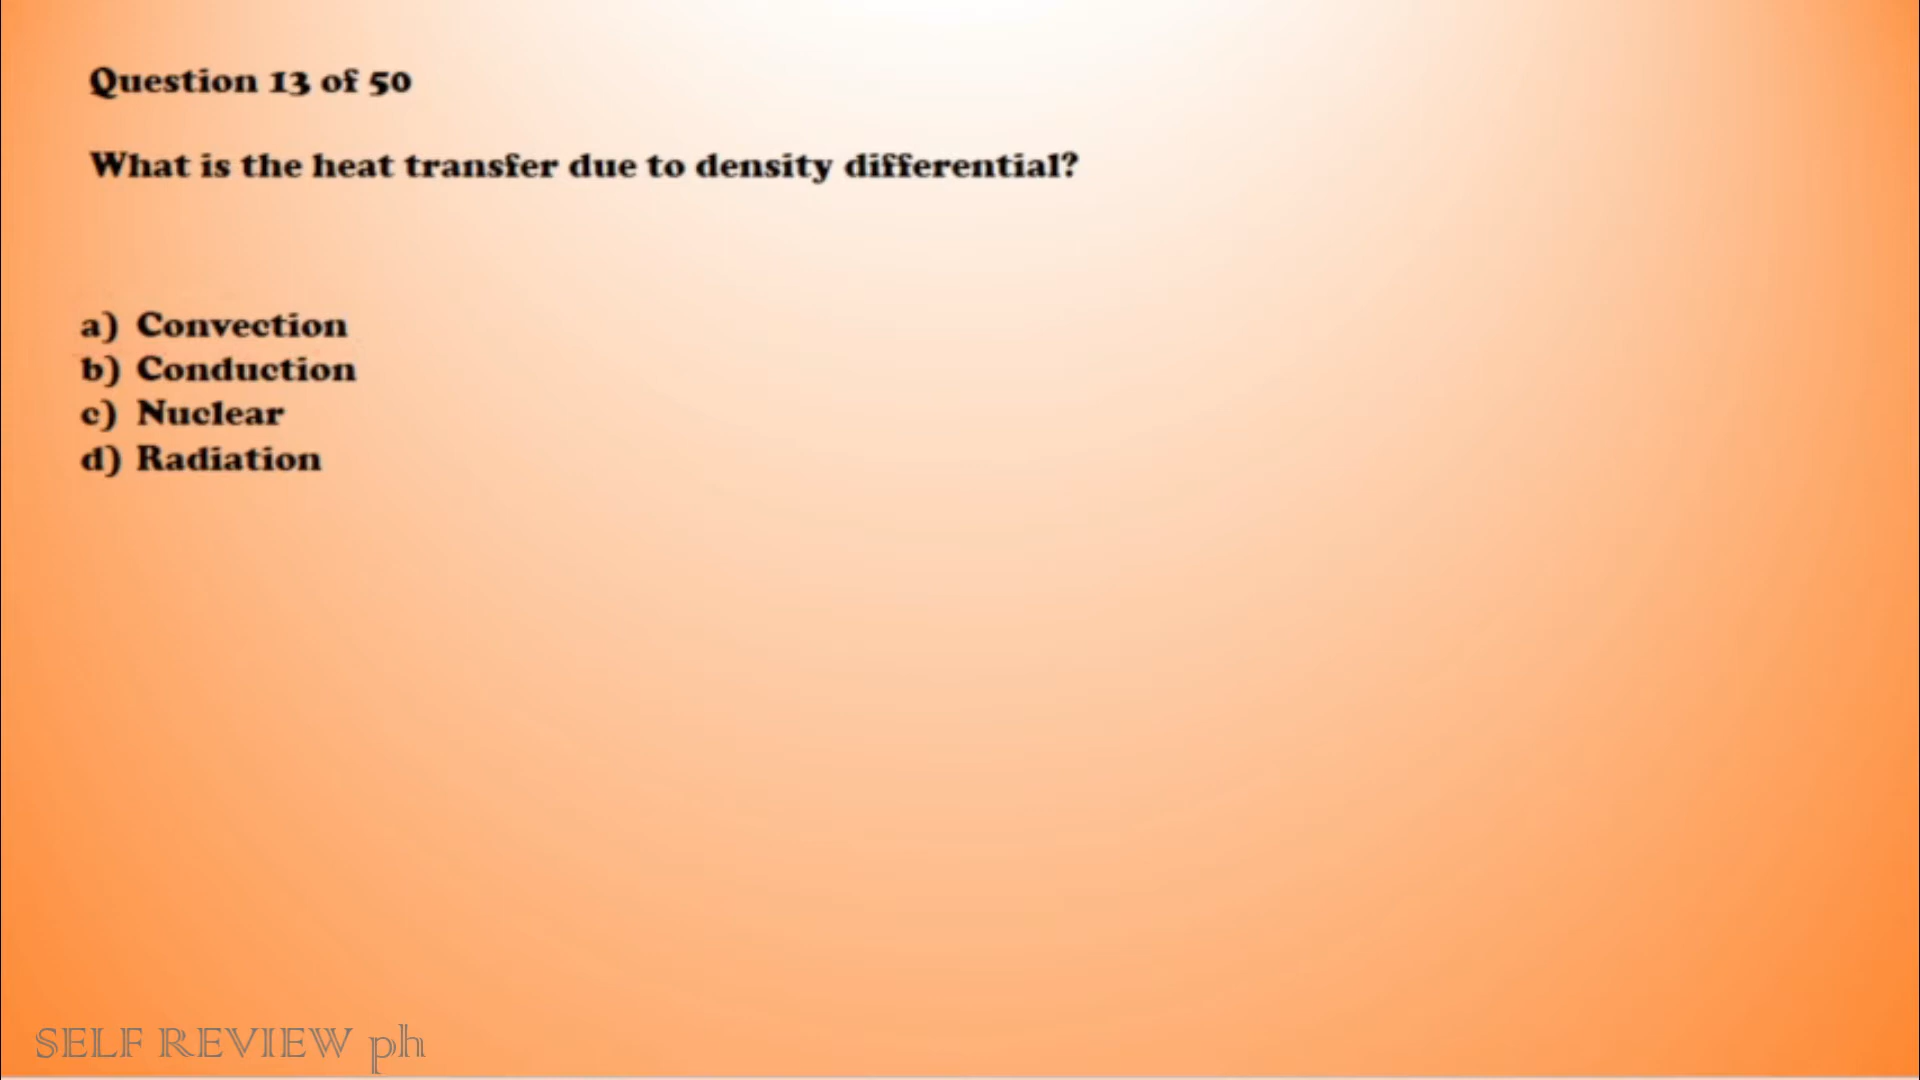 Question 13 of 50
What is the heat transfer due to density differential?
a) Convection
b) Conduction
c) Nuclear
d) Radiation
SELF REVIEW ph